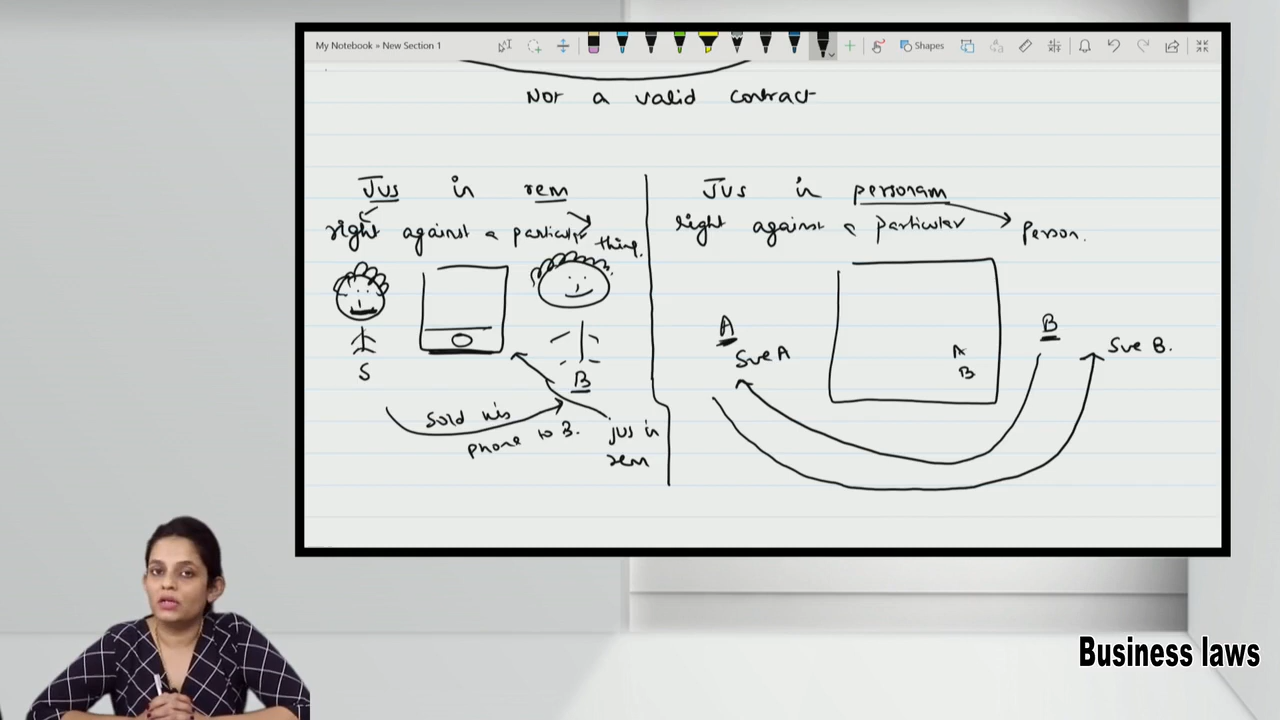 My Notebook » New Section 1
Shapes
Not a valid contract
Jus in rem
right against a particular thing.
S
B
Sold his
phone to B.
jus in
rem
Jus in personam
right against a particular person.
A
Sue A
A
B
B
Sue B.
Business laws